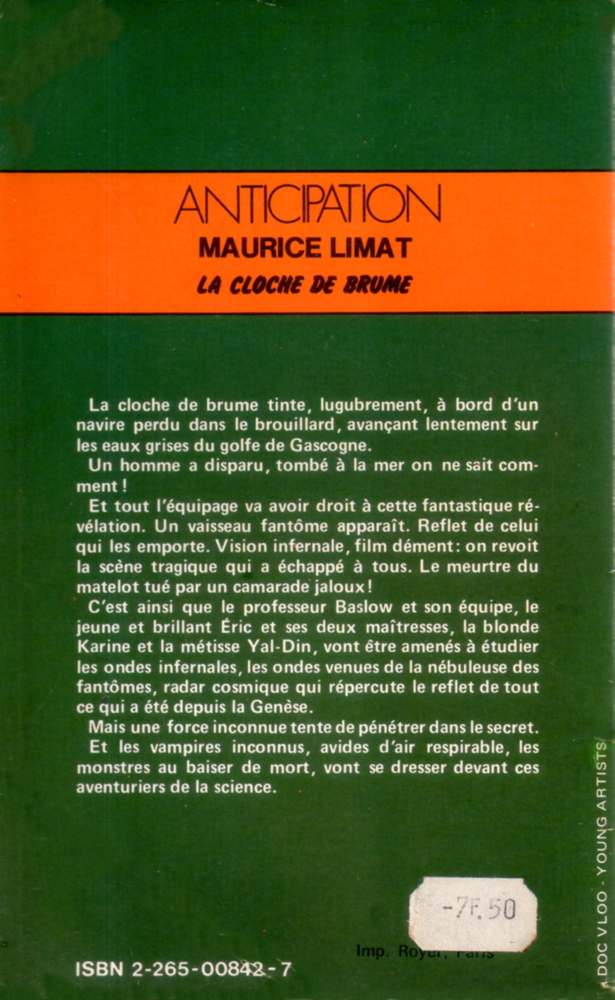 ANTICIPATION
MAURICE LIMAT
LA CLOCHE DE BRUME
La cloche de brume tinte, lugubrement, à bord d'un
navire perdu dans le brouillard, avançant lentement sur
les eaux grises du golfe de Gascogne.
Un homme a disparu, tombé à la mer on ne sait com-
ment !
Et tout l'équipage va avoir droit à cette fantastique ré-
vélation. Un vaisseau fantôme apparaît. Reflet de celui
qui les emporte. Vision infernale, film dément : on revoit
la scène tragique qui a échappé à tous. Le meurtre du
matelot tué par un camarade jaloux !
C'est ainsi que le professeur Baslow et son équipe, le
jeune et brillant Éric et ses deux maîtresses, la blonde
Karine et la métisse Yal-Din, vont être amenés à étudier
les ondes infernales, les ondes venues de la nébuleuse des
fantômes, radar cosmique qui répercute le reflet de tout
ce qui a été depuis la Genèse.
Mais une force inconnue tente de pénétrer dans le secret.
Et les vampires inconnus, avides d'air respirable, les
monstres au baiser de mort, vont se dresser devant ces
aventuriers de la science.
-7F.50
Imp. Royer, Paris
ISBN 2-265-00842-7
DOC VLOO - YOUNG ARTISTS